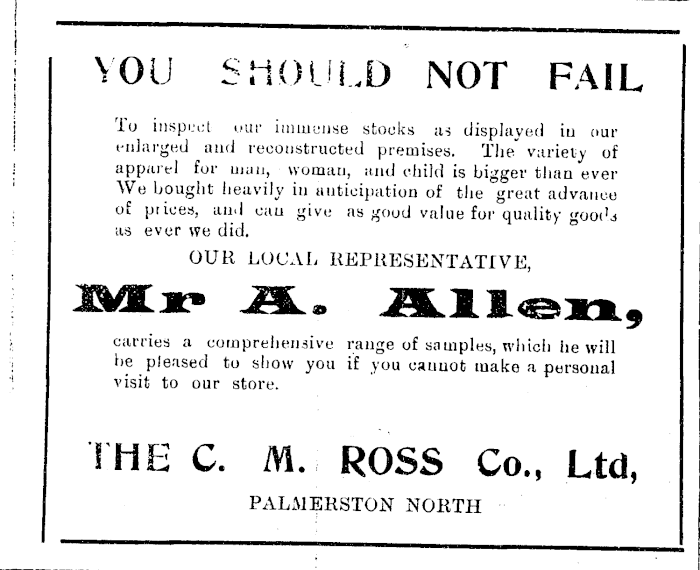 YOU SHOULD NOT FAIL
To inspect our immense stocks as displayed in our
enlarged and reconstructed premises. The variety of
apparel for man, woman, and child is bigger than ever
We bought heavily in anticipation of the great advance
of prices, and can give as good value for quality goods
as ever we did.
OUR LOCAL REPRESENTATIVE,
Mr A. Allen,
carries a comprehensive range of samples, which he will
be pleased to show you if you cannot make a personal
visit to our store.
THE C. M. ROSS Co., Ltd,
PALMERSTON NORTH